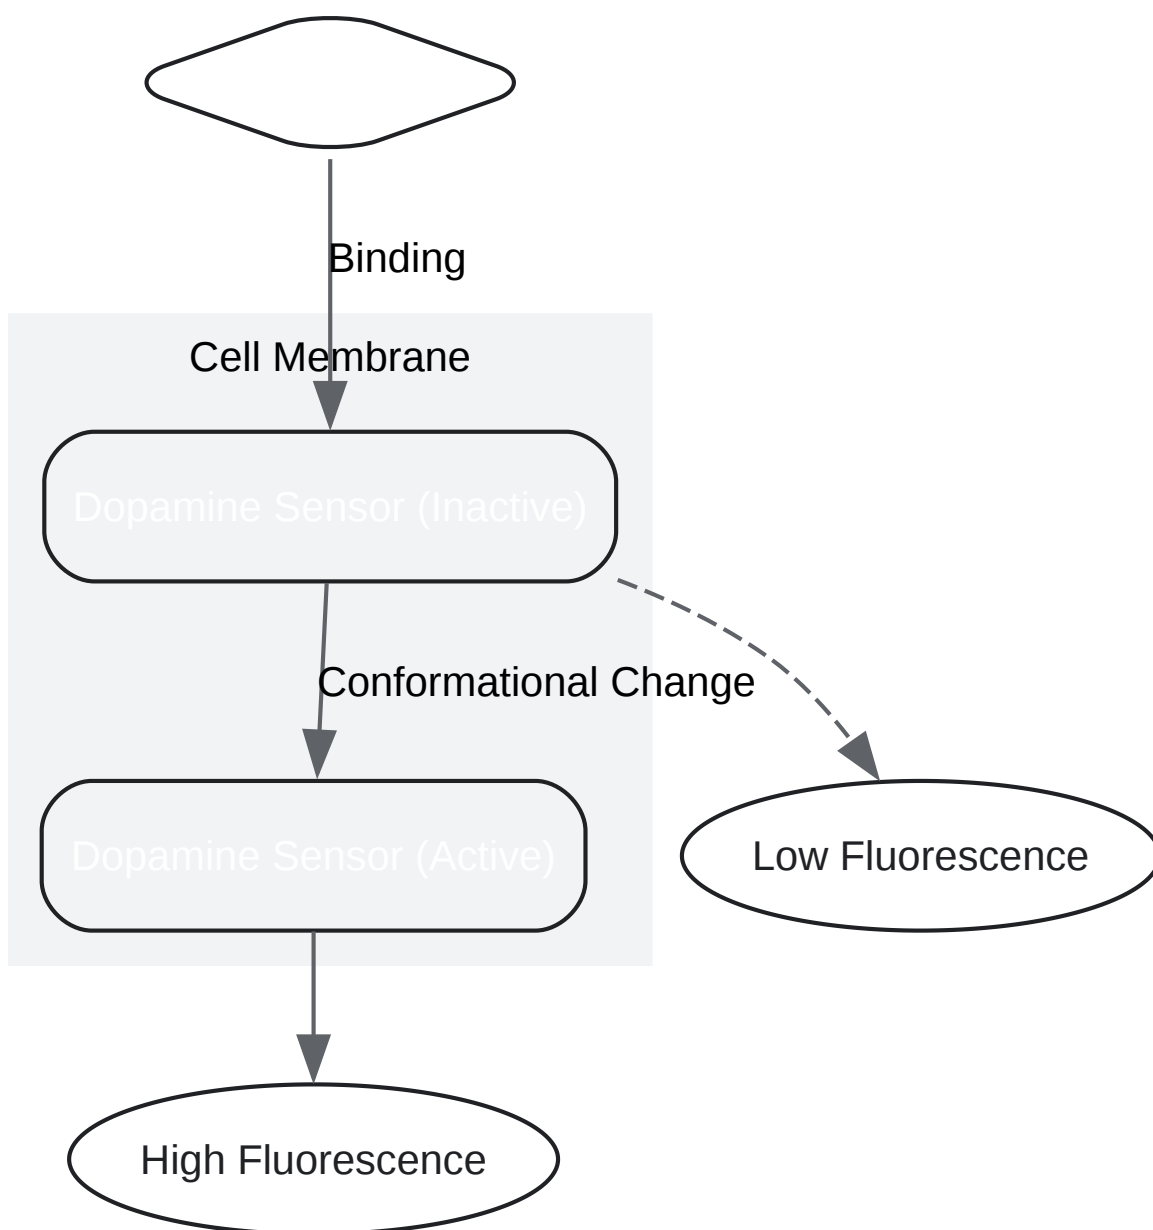 Binding
Cell Membrane
Dopamine Sensor (Inactive)
Conformational Change
Dopamine Sensor (Active)
Low Fluorescence
High Fluorescence